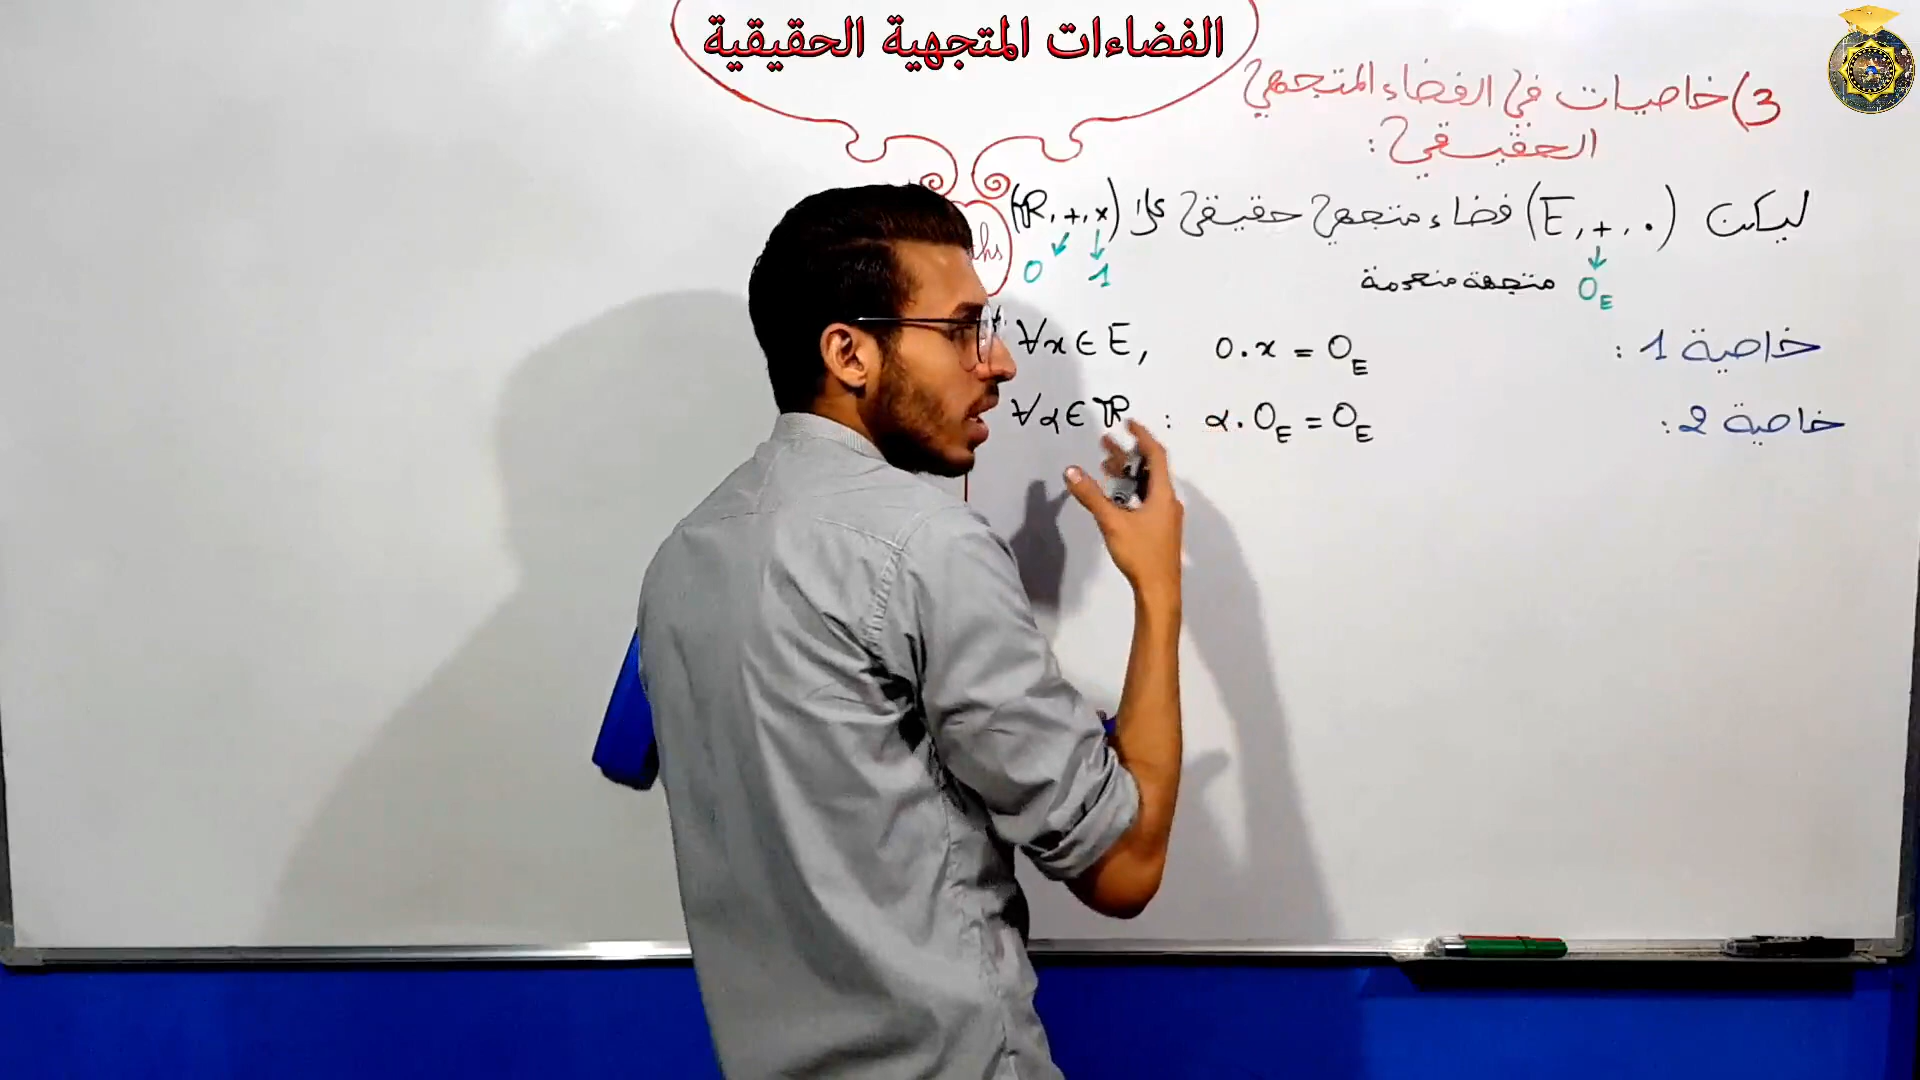 الفضاءات المتجهية الحقيقية
3) خاصيات في الفضاء المتجهي
الحقيقي :
ليكن (E, +, .) فضاء متجهي حقيقي على (ℝ, +, ×)
0_E متجهة منعدمة
0 1
خاصية 1 : ∀x ∈ E, 0.x = 0_E
خاصية 2 : ∀α ∈ ℝ : α.0_E = 0_E